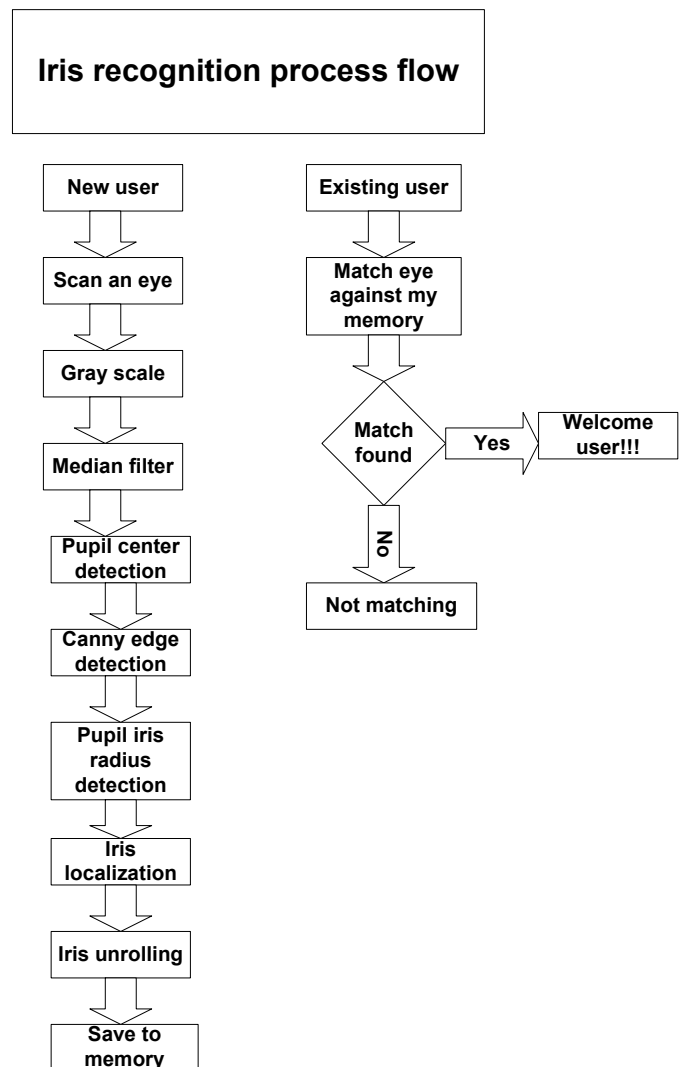 Iris recognition process flow
New user
Scan an eye
Gray scale
Median filter
Pupil center
detection
Canny edge
detection
Pupil iris
radius
detection
Iris
localization
Iris unrolling
Save to
memory
Existing user
Match eye
against my
memory
Match
found
Yes
Welcome
user!!!
No
Not matching